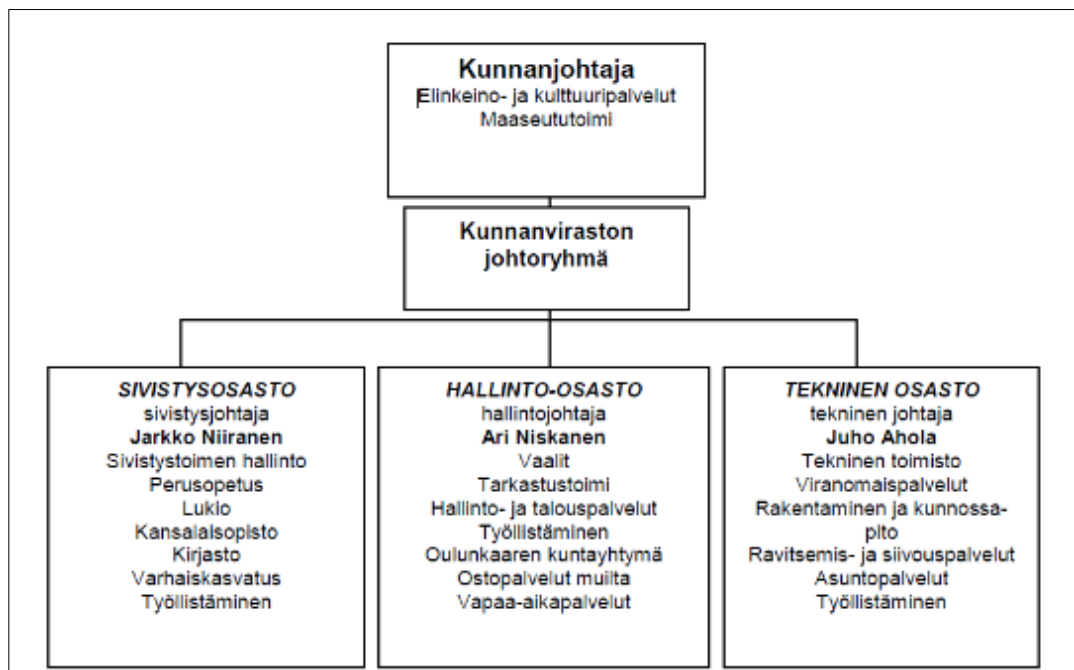 Kunnanjohtaja
Elinkeino- ja kulttuuripalvelut
Maaseututoimi
Kunnanviraston
johtoryhmä
SIVISTYSOSASTO
sivistysjohtaja
Jarkko Niiranen
Sivistystoimen hallinto
Perusopetus
Lukio
Kansalaisopisto
Kirjasto
Varhaiskasvatus
Työllistäminen
HALLINTO-OSASTO
hallintojohtaja
Ari Niskanen
Vaalit
Tarkastustoimi
Hallinto- ja talouspalvelut
Työllistäminen
Oulunkaaren kuntayhtymä
Ostopalvelut muilta
Vapaa-aikapalvelut
TEKNINEN OSASTO
tekninen johtaja
Juho Ahola
Tekninen toimisto
Viranomaispalvelut
Rakentaminen ja kunnossa-
pito
Ravitsemis- ja siivouspalvelut
Asuntopalvelut
Työllistäminen